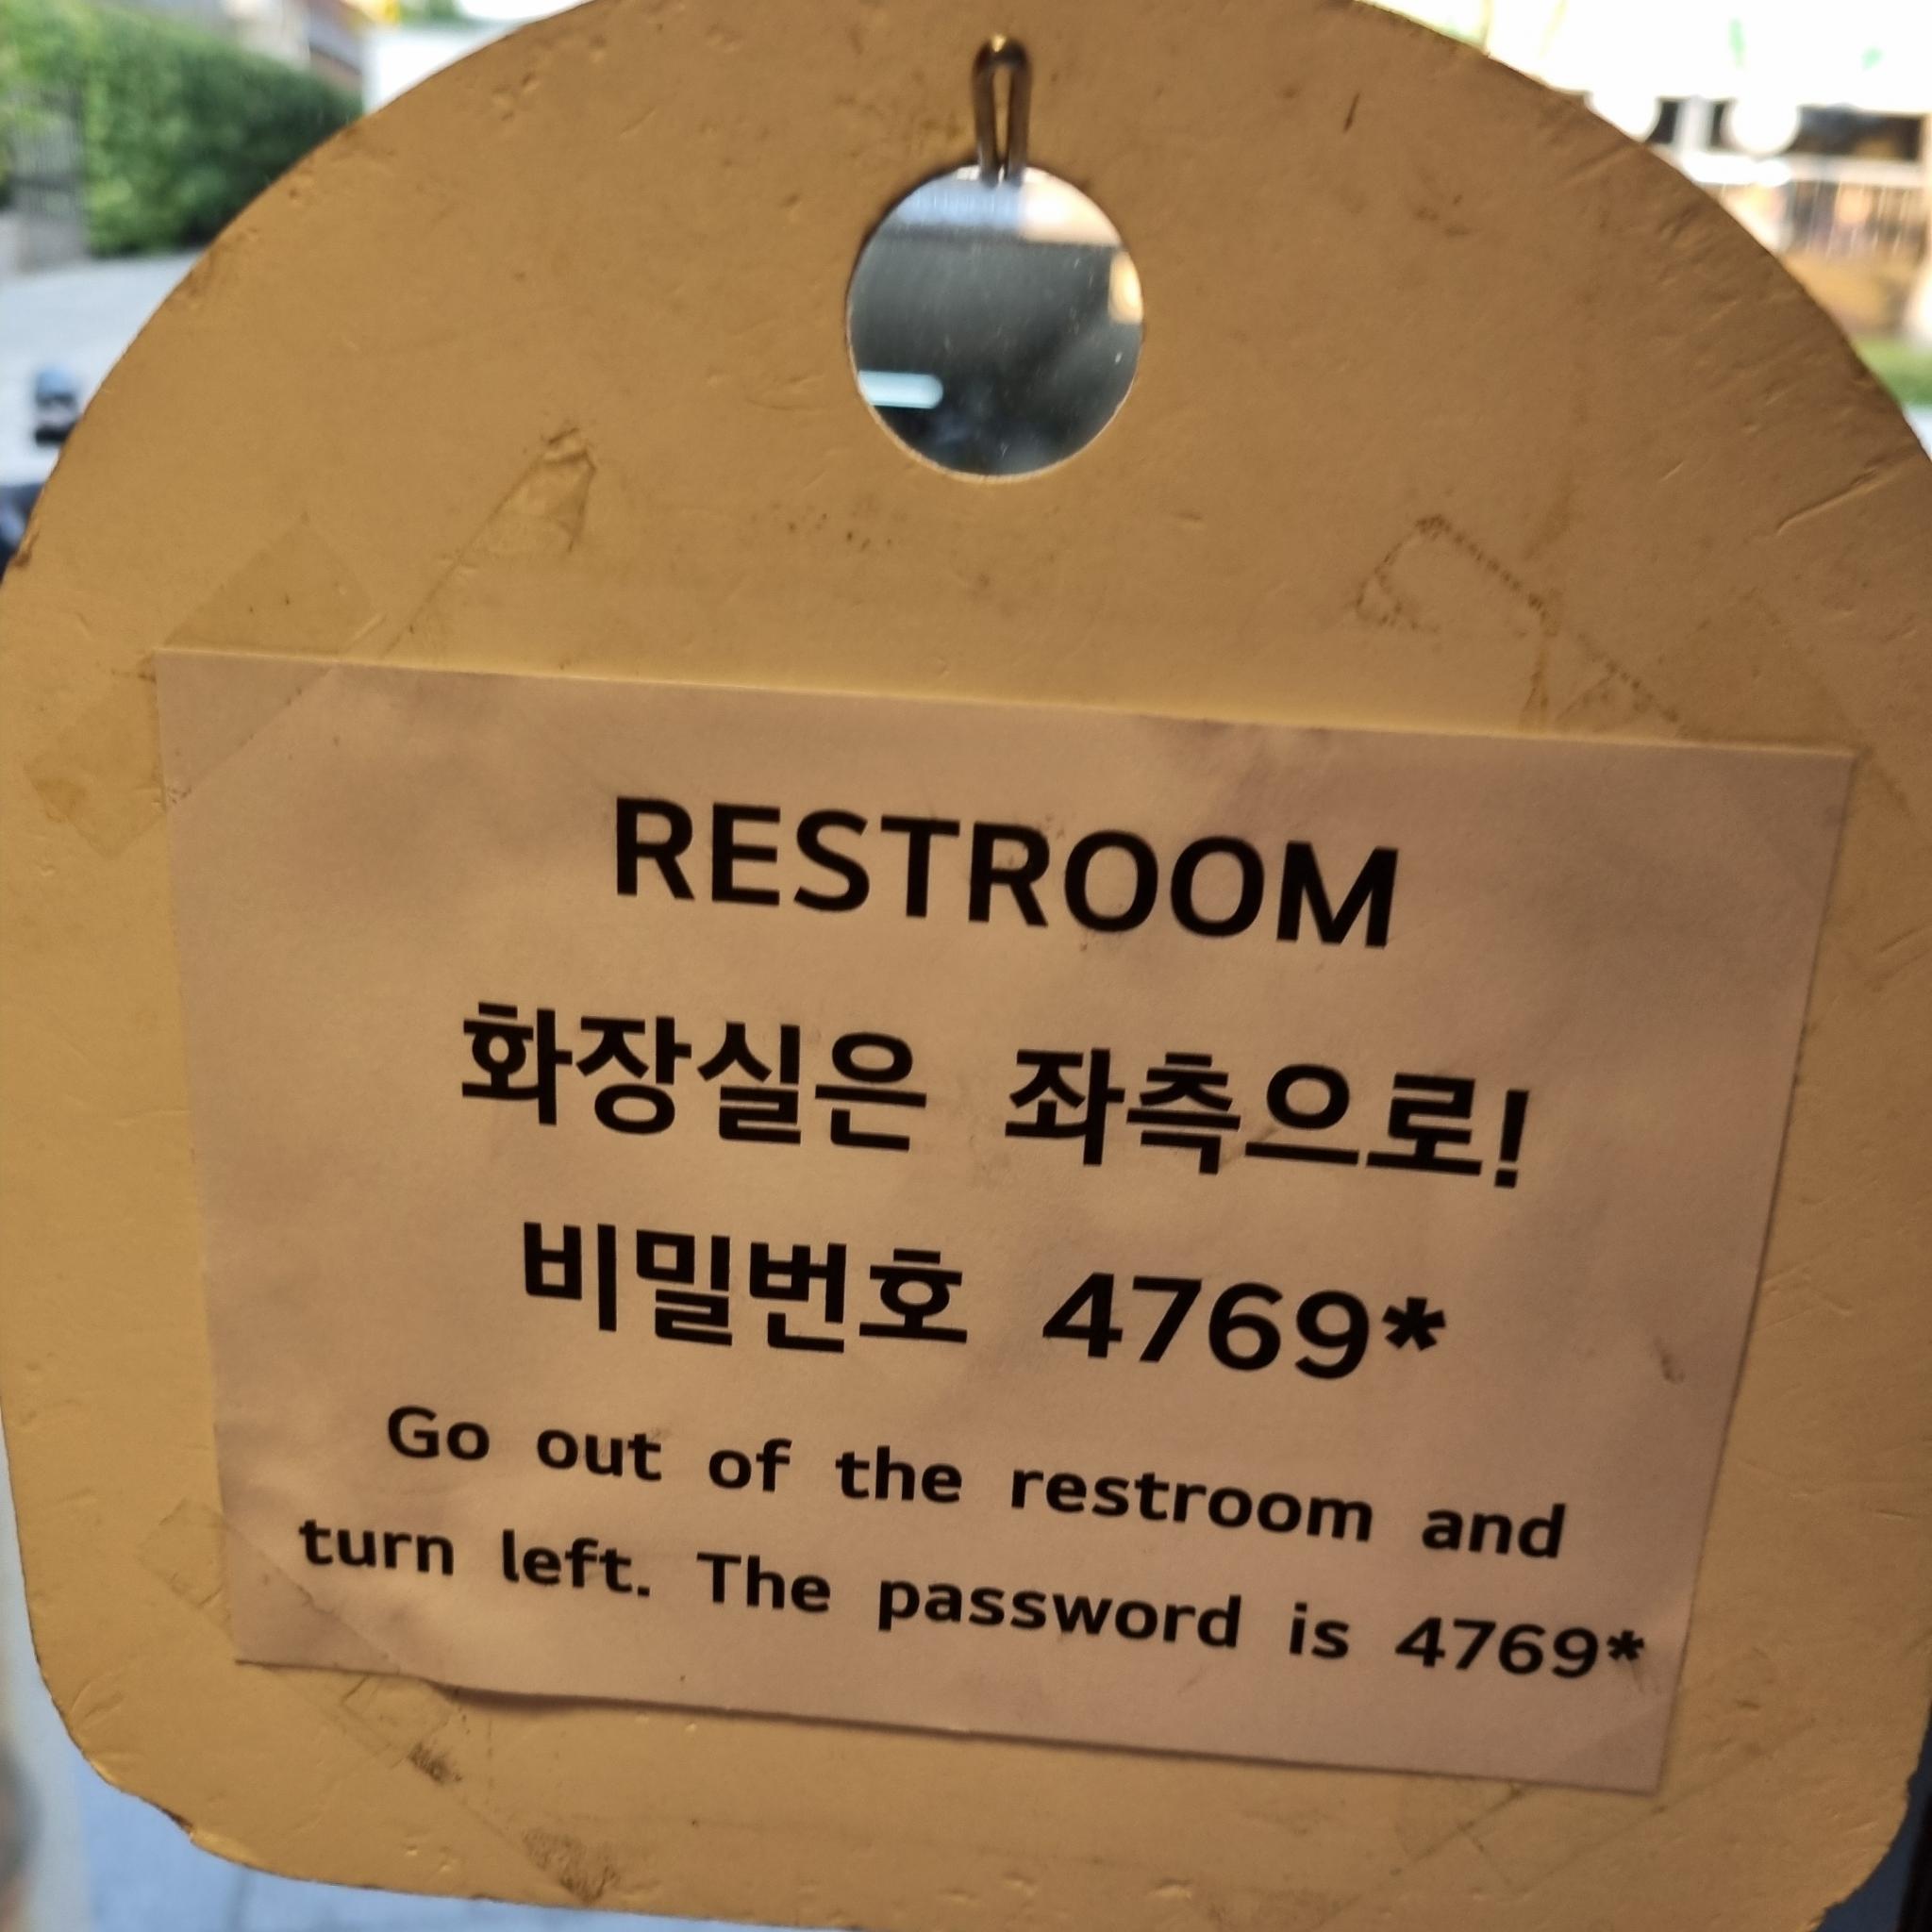 RESTROOM
화장실은 좌측으로!
비밀번호 4769*
Go out of the restroom and
turn left. The password is 4769*